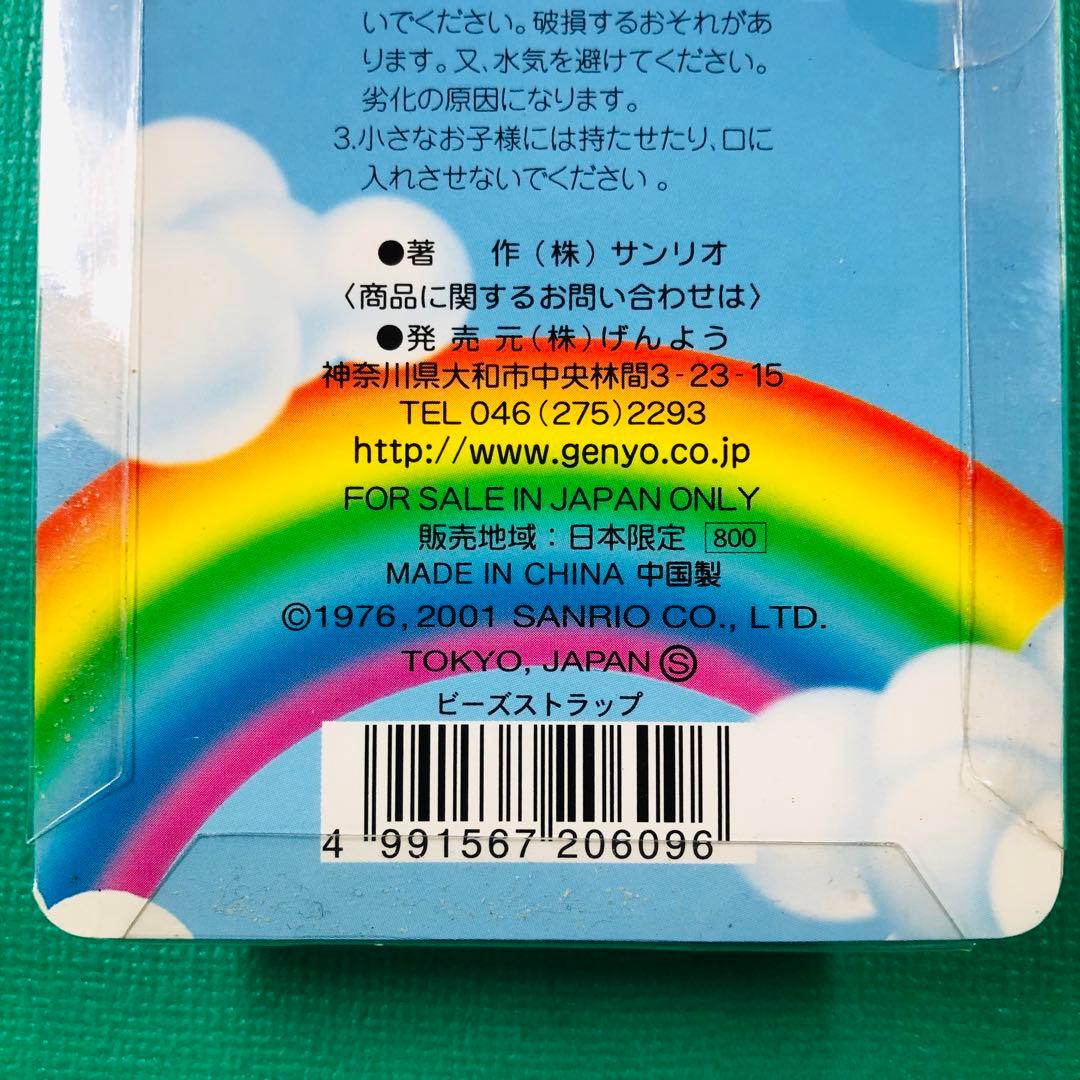 いでください。破損するおそれがあ
ります。又、水気を避けてください。
劣化の原因になります。
3.小さなお子様には持たせたり、口に
入れさせないでください 。
●著 作（株）サンリオ
〈商品に関するお問い合わせは〉
●発 売 元（株）げんよう
神奈川県大和市中央林間3-23-15
TEL 046(275)2293
http://www.genyo.co.jp
FOR SALE IN JAPAN ONLY
販売地域：日本限定 800
MADE IN CHINA 中国製
©1976, 2001 SANRIO CO., LTD.
TOKYO, JAPAN Ⓢ
ビーズストラップ
4 991567 206096